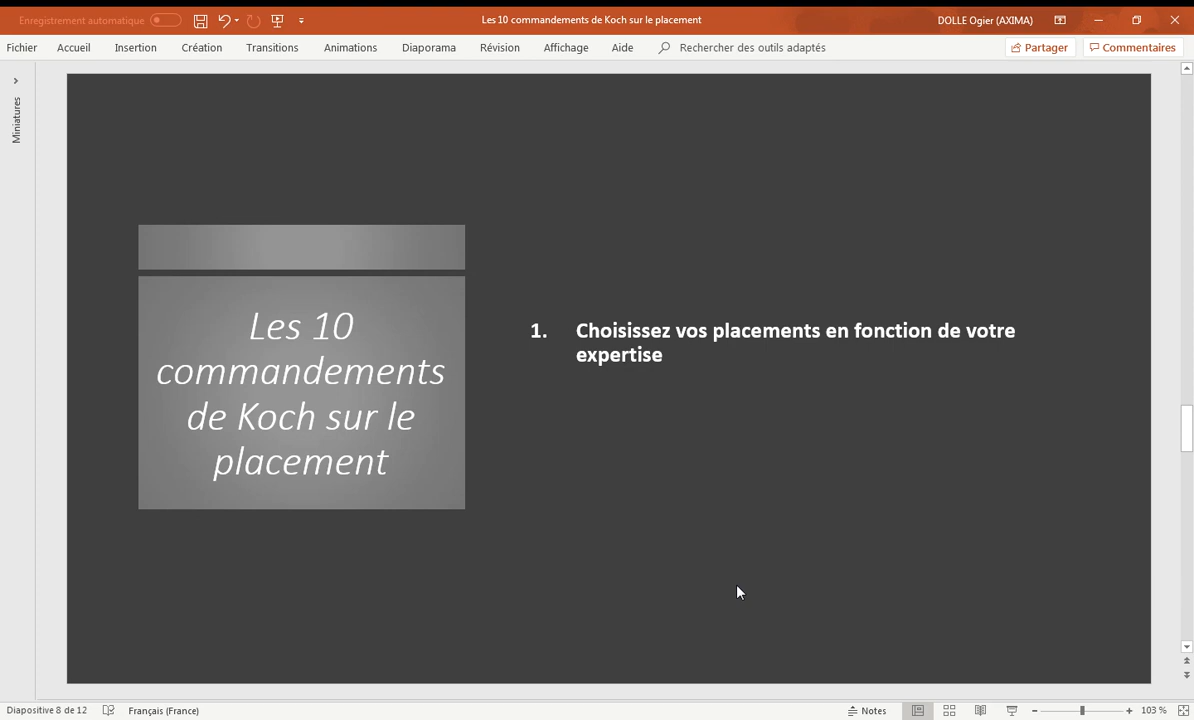 Enregistrement automatique
Les 10 commandements de Koch sur le placement
DOLLE Ogier (AXIMA)
Fichier Accueil Insertion Création Transitions Animations Diaporama Révision Affichage Aide Rechercher des outils adaptés Partager Commentaires
Miniatures
Les 10
commandements
de Koch sur le
placement
1. Choisissez vos placements en fonction de votre
expertise
Diapositive 8 de 12 Français (France) Notes 103 %